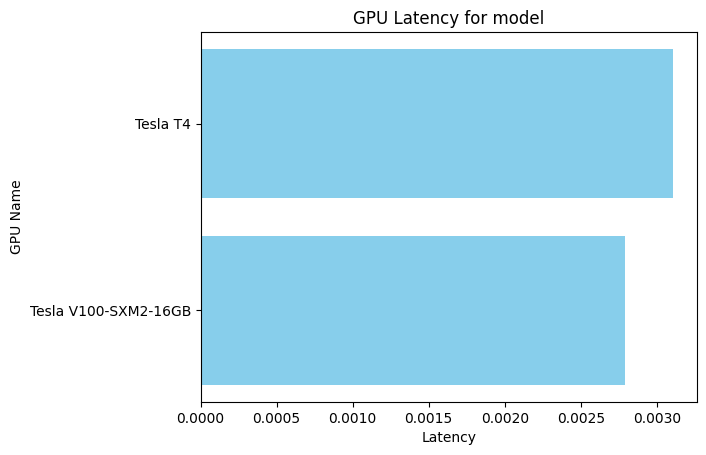 GPU Latency for model
GPU Name
Tesla T4
Tesla V100-SXM2-16GB
0.0000 0.0005 0.0010 0.0015 0.0020 0.0025 0.0030
Latency